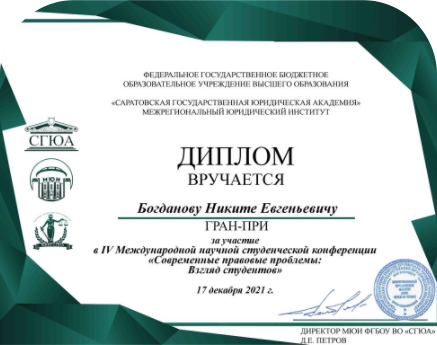 ФЕДЕРАЛЬНОЕ ГОСУДАРСТВЕННОЕ БЮДЖЕТНОЕ
ОБРАЗОВАТЕЛЬНОЕ УЧРЕЖДЕНИЕ ВЫСШЕГО ОБРАЗОВАНИЯ
«САРАТОВСКАЯ ГОСУДАРСТВЕННАЯ ЮРИДИЧЕСКАЯ АКАДЕМИЯ»
МЕЖРЕГИОНАЛЬНЫЙ ЮРИДИЧЕСКИЙ ИНСТИТУТ
СГЮА
МЮИ
ДИПЛОМ
ВРУЧАЕТСЯ
Богданову Никите Евгеньевичу
ГРАН-ПРИ
за участие
в IV Международной научной студенческой конференции
«Современные правовые проблемы:
Взгляд студентов»
17 декабря 2021 г.
ДИРЕКТОР МЮИ ФГБОУ ВО «СГЮА»
Д.Е. ПЕТРОВ